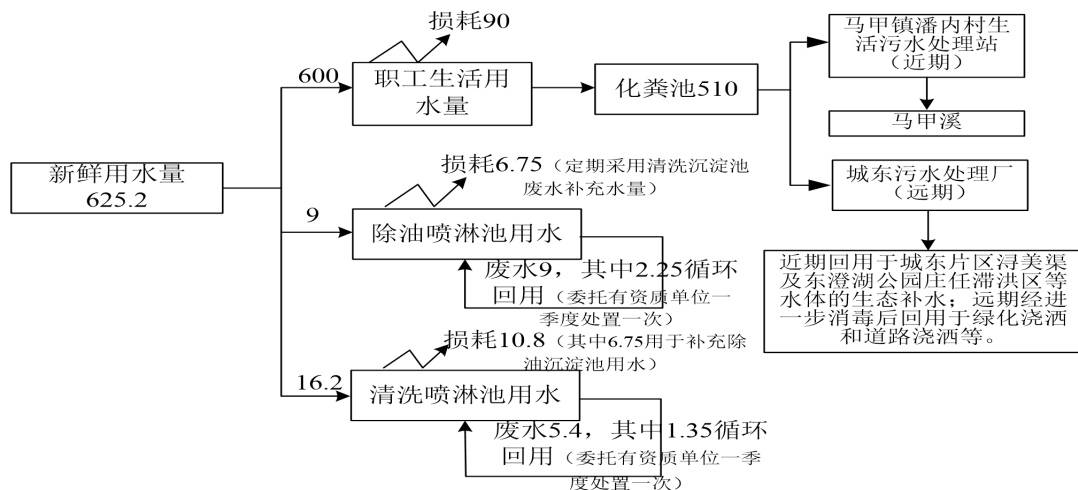 新鲜用水量
625.2
600
损耗90
职工生活用
水量
化粪池510
马甲镇潘内村生
活污水处理站
（近期）
马甲溪
城东污水处理厂
（远期）
近期回用于城东片区浔美渠
及东澄湖公园庄任滞洪区等
水体的生态补水；远期经进
一步消毒后回用于绿化浇洒
和道路浇洒等。
9
损耗6.75（定期采用清洗沉淀池
废水补充水量）
除油喷淋池用水
废水9，其中2.25循环
回用（委托有资质单位一
季度处置一次）
16.2
损耗10.8（其中6.75用于补充除
油沉淀池用水）
清洗喷淋池用水
废水5.4，其中1.35循环
回用（委托有资质单位一季
度处置一次）